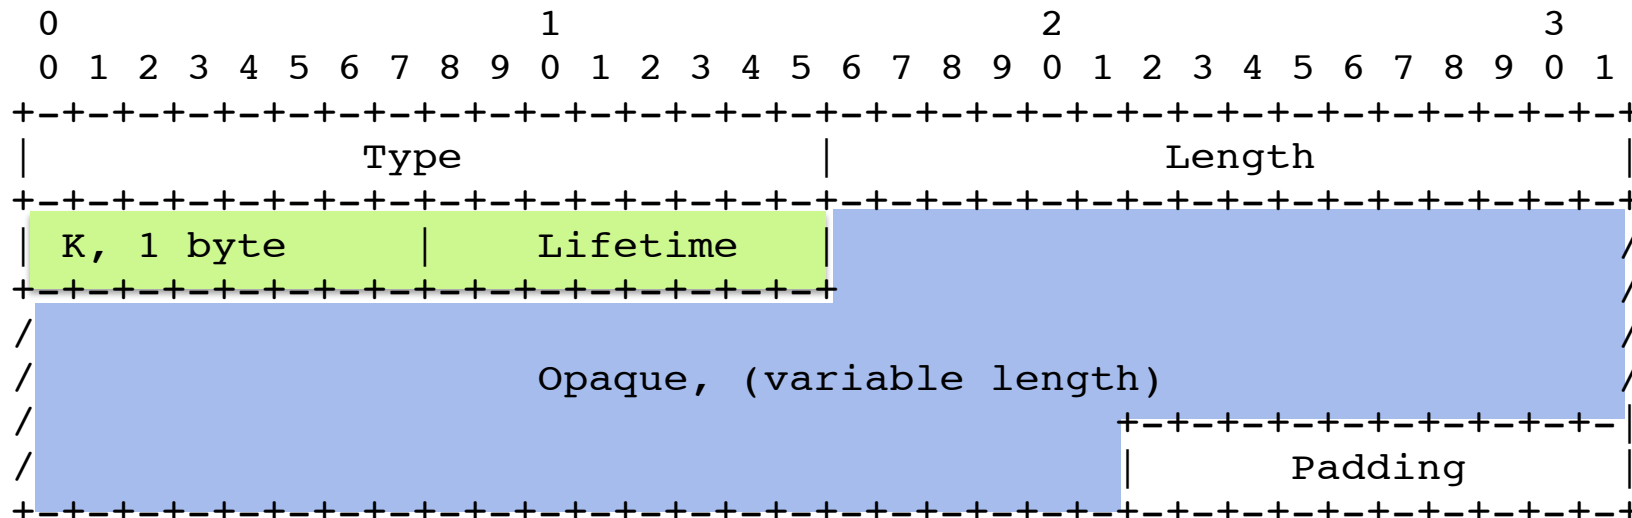 0                   1                   2                   3
 0 1 2 3 4 5 6 7 8 9 0 1 2 3 4 5 6 7 8 9 0 1 2 3 4 5 6 7 8 9 0 1
+-+-+-+-+-+-+-+-+-+-+-+-+-+-+-+-+-+-+-+-+-+-+-+-+-+-+-+-+-+-+-+-+
|             Type              |             Length            |
+-+-+-+-+-+-+-+-+-+-+-+-+-+-+-+-+-+-+-+-+-+-+-+-+-+-+-+-+-+-+-+-+
| K, 1 byte     |    Lifetime   |                               /
+-+-+-+-+-+-+-+-+-+-+-+-+-+-+-+-+                               /
/                                                               /
/                    Opaque, (variable length)                  /
/                                           +-+-+-+-+-+-+-+-+-+-|
/                                           |      Padding      |
+-+-+-+-+-+-+-+-+-+-+-+-+-+-+-+-+-+-+-+-+-+-+-+-+-+-+-+-+-+-+-+-+